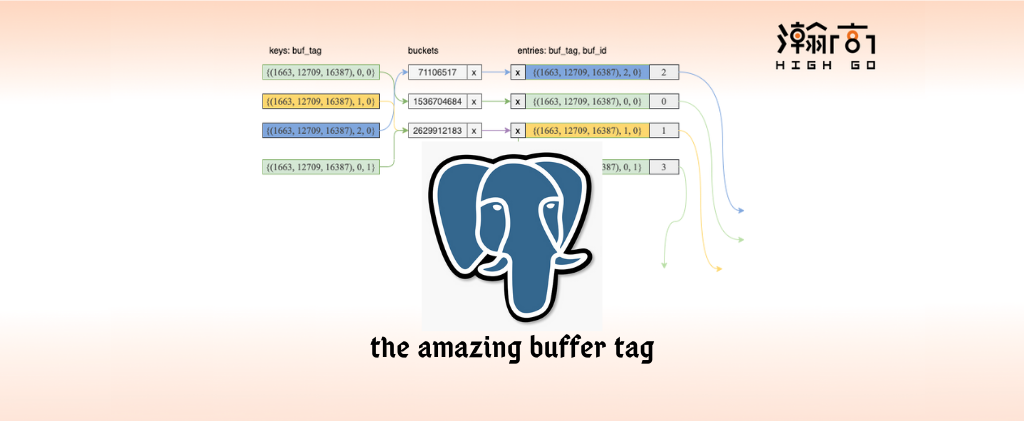 瀚高
HIGH GO
keys: buf_tag
buckets
entries: buf_tag, buf_id
{(1663, 12709, 16387), 0, 0}
71106517
x
x
{(1663, 12709, 16387), 2, 0}
2
{(1663, 12709, 16387), 1, 0}
1536704684
x
x
{(1663, 12709, 16387), 0, 0}
0
{(1663, 12709, 16387), 2, 0}
2629912183
x
x
{(1663, 12709, 16387), 1, 0}
1
{(1663, 12709, 16387), 0, 1}
387), 0, 1}
3
the amazing buffer tag